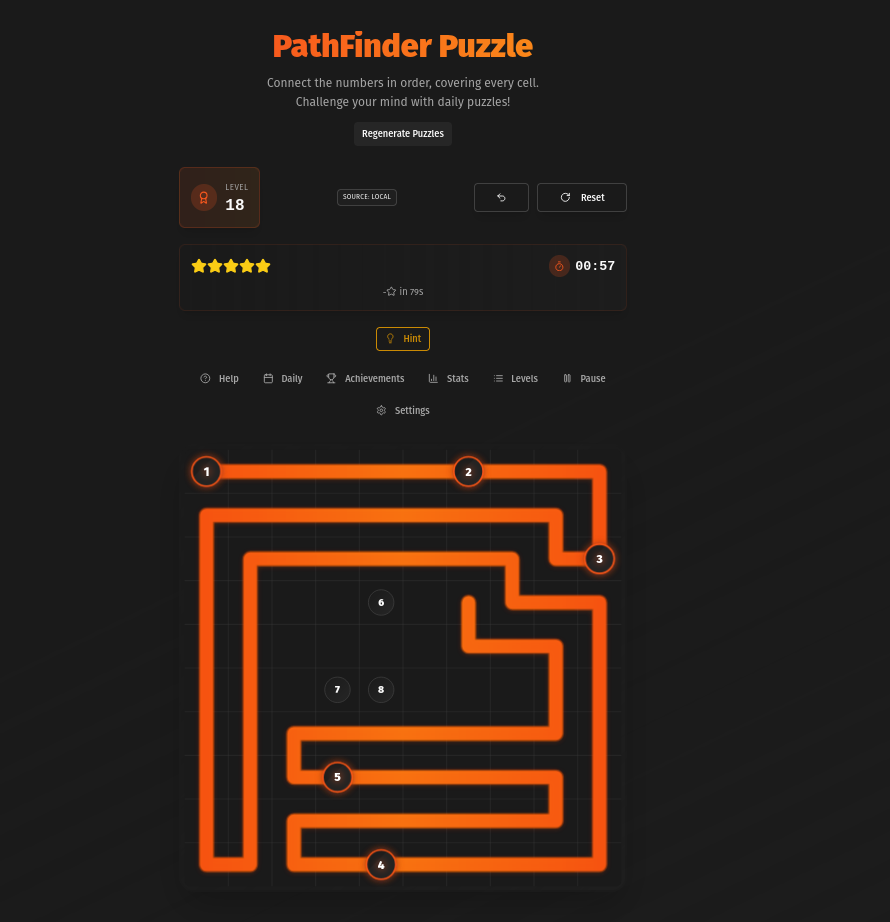 PathFinder Puzzle
Connect the numbers in order, covering every cell.
Challenge your mind with daily puzzles!
Regenerate Puzzles
LEVEL
18
SOURCE: LOCAL
Reset
00:57
- in 79s
Hint
Help Daily Achievements Stats Levels Pause
Settings
1 2
3
6
7 8
5
4